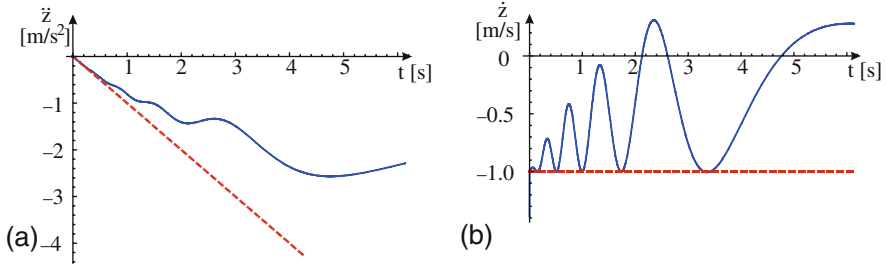 z̈
[m/s²]
1 2 3 4 5
t [s]
–1
–2
–3
–4
(a)
ż
[m/s]
0
1 2 3 4 5
t [s]
–0.5
–1.0
(b)